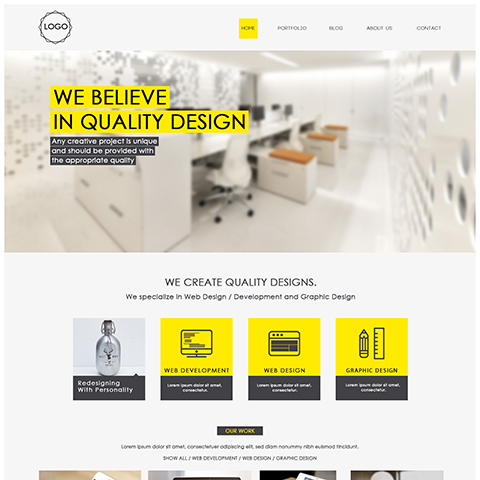 LOGO
HOME PORTFOLIO BLOG ABOUT US CONTACT
WE BELIEVE
IN QUALITY DESIGN
Any creative project is unique
and should be provided with
the appropriate quality
WE CREATE QUALITY DESIGNS.
We specialize in Web Design / Development and Graphic Design
Redesigning
With Personality
WEB DEVELOPMENT
Lorem ipsum dolor sit amet,
consectetur.
WEB DESIGN
Lorem ipsum dolor sit amet,
consectetur.
GRAPHIC DESIGN
Lorem ipsum dolor sit amet,
consectetur.
OUR WORK
Lorem ipsum dolor sit amet, consectetuer adipiscing elit, sed diam nonummy nibh euismod tincidunt.
SHOW ALL / WEB DEVELOPMENT / WEB DESIGN / GRAPHIC DESIGN